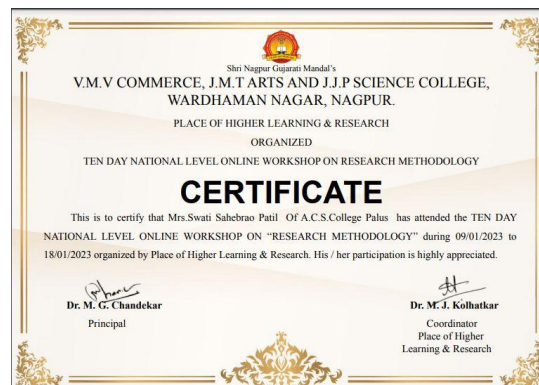 Shri Nagpur Gujarati Mandal's
V.M.V COMMERCE, J.M.T ARTS AND J.J.P SCIENCE COLLEGE,
WARDHAMAN NAGAR, NAGPUR.
PLACE OF HIGHER LEARNING & RESEARCH
ORGANIZED
TEN DAY NATIONAL LEVEL ONLINE WORKSHOP ON RESEARCH METHODOLOGY
CERTIFICATE
This is to certify that Mrs.Swati Sahebrao Patil Of A.C.S.College Palus has attended the TEN DAY
NATIONAL LEVEL ONLINE WORKSHOP ON “RESEARCH METHODOLOGY” during 09/01/2023 to
18/01/2023 organized by Place of Higher Learning & Research. His / her participation is highly appreciated.
Dr. M. G. Chandekar
Principal
Dr. M. J. Kolhatkar
Coordinator
Place of Higher
Learning & Research